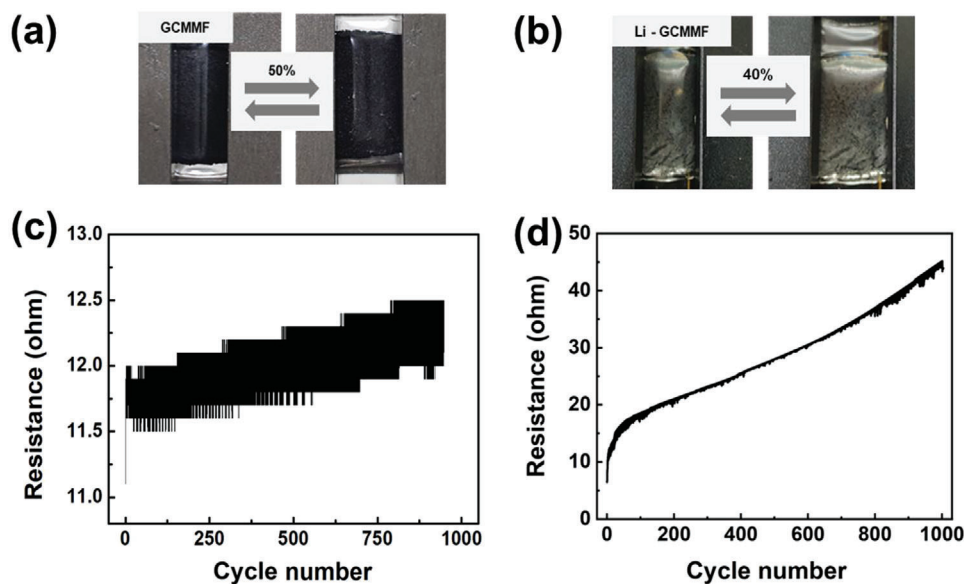 (a)
GCMMF
50%
(b)
Li - GCMMF
40%
(c)
13.0
12.5
12.0
11.5
11.0
Resistance (ohm)
0
250
500
750
1000
Cycle number
(d)
50
40
30
20
10
0
Resistance (ohm)
0
200
400
600
800
1000
Cycle number